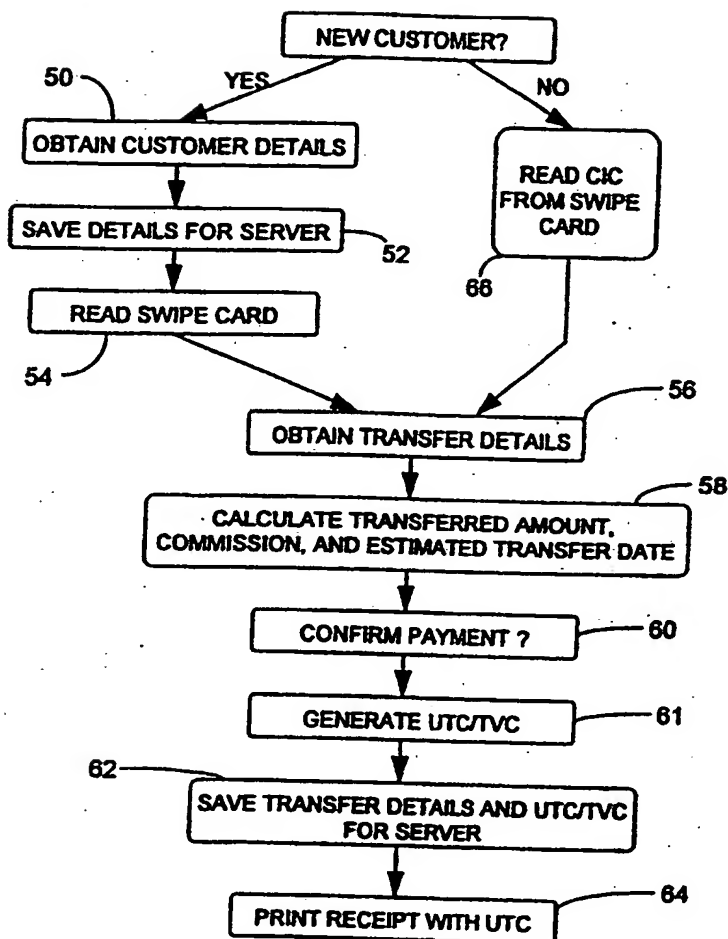 NEW CUSTOMER?
YES
NO
50
OBTAIN CUSTOMER DETAILS
SAVE DETAILS FOR SERVER
52
READ SWIPE CARD
54
READ CIC
FROM SWIPE
CARD
66
56
OBTAIN TRANSFER DETAILS
58
CALCULATE TRANSFERRED AMOUNT,
COMMISSION, AND ESTIMATED TRANSFER DATE
CONFIRM PAYMENT ?
60
GENERATE UTC/TVC
61
62
SAVE TRANSFER DETAILS AND UTC/TVC
FOR SERVER
64
PRINT RECEIPT WITH UTC